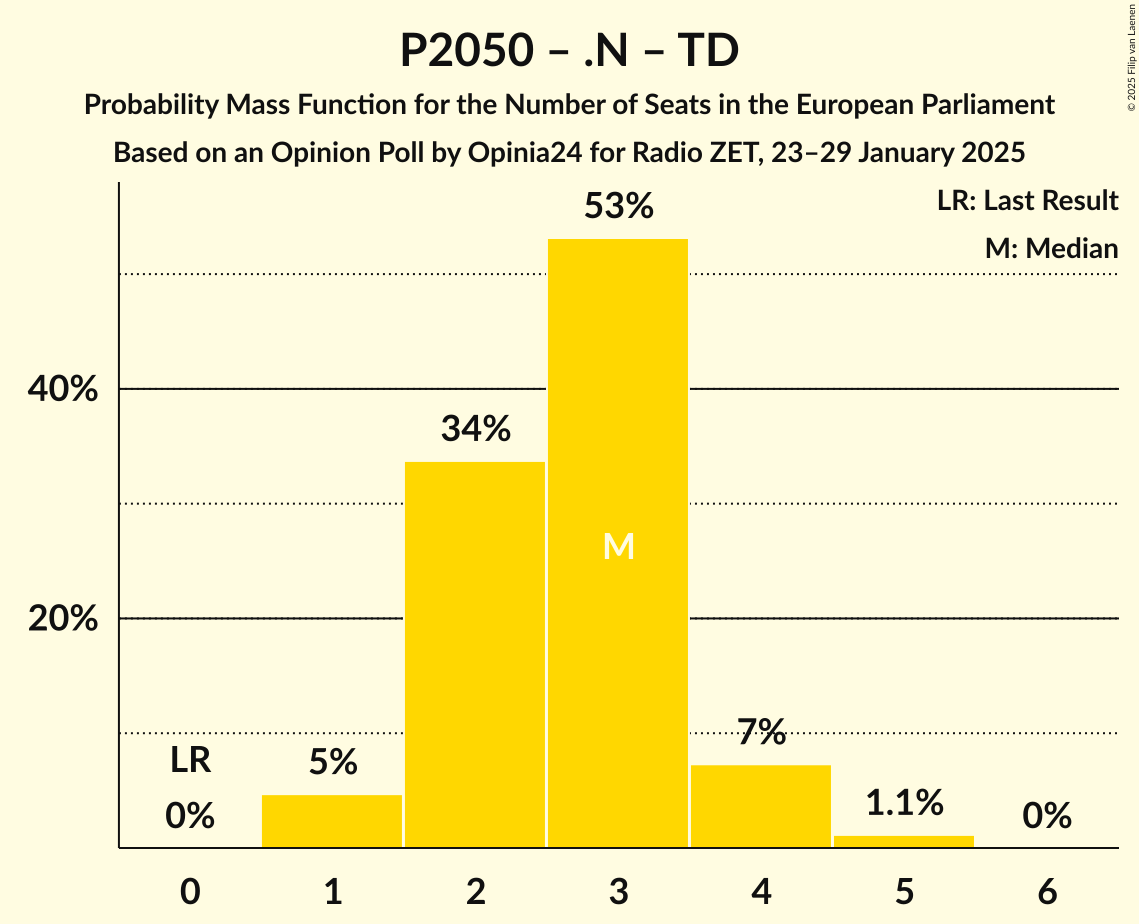 P2050 – .N – TD
Probability Mass Function for the Number of Seats in the European Parliament
Based on an Opinion Poll by Opinia24 for Radio ZET, 23–29 January 2025
© 2025 Filip van Laenen
LR: Last Result
M: Median
53%
40%
34%
M
20%
LR
5%
7%
0%
1.1%
0%
0 1 2 3 4 5 6